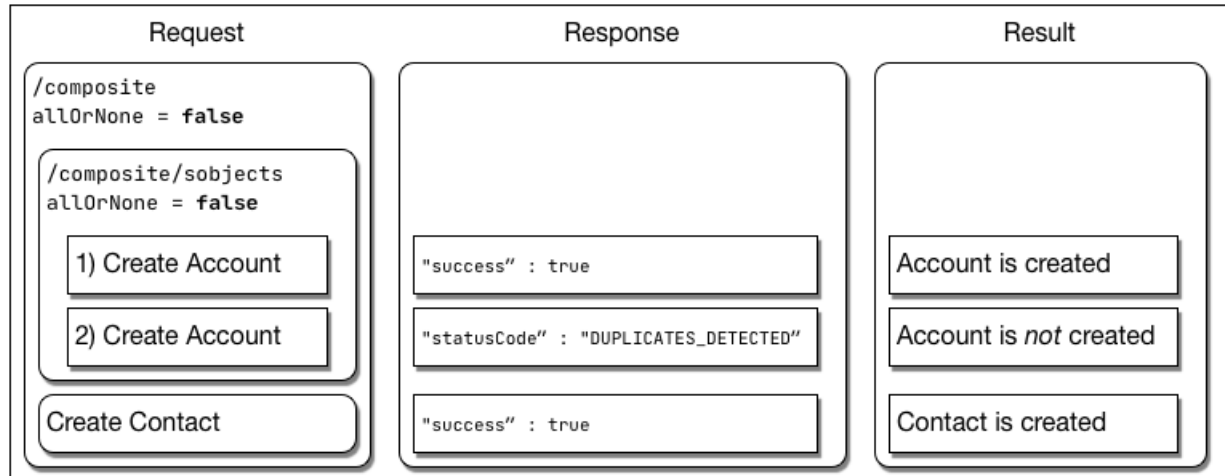 Request
Response
Result
/composite
allOrNone = false
/composite/sobjects
allOrNone = false
1) Create Account
"success” : true
Account is created
2) Create Account
"statusCode” : "DUPLICATES_DETECTED”
Account is not created
Create Contact
"success” : true
Contact is created